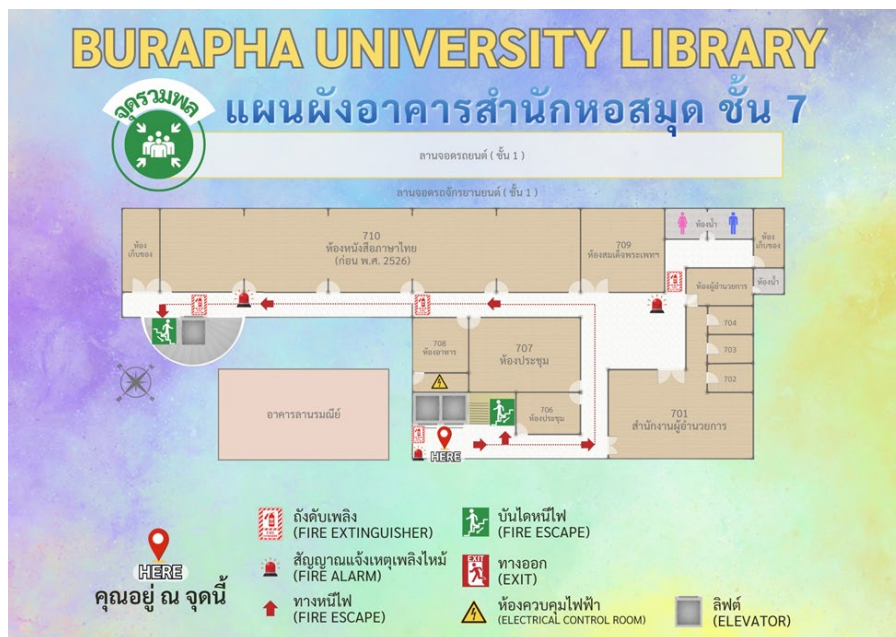 BURAPHA UNIVERSITY LIBRARY
จุดรวมพล
แผนผังอาคารสำนักหอสมุด ชั้น 7
ลานจอดรถยนต์ ( ชั้น 1 )
ลานจอดรถจักรยานยนต์ ( ชั้น 1 )
ห้อง
เก็บของ
710
ห้องหนังสือภาษาไทย
(ก่อน พ.ศ. 2526)
709
ห้องสมเด็จพระเทพฯ
ห้องน้ำ
ห้อง
เก็บของ
ห้องผู้อำนวยการ
ห้องน้ำ
704
703
702
708
ห้องอาหาร
707
ห้องประชุม
706
ห้องประชุม
701
สำนักงานผู้อำนวยการ
อาคารลานรมณีย์
HERE
HERE
คุณอยู่ ณ จุดนี้
ถังดับเพลิง
(FIRE EXTINGUISHER)
สัญญาณแจ้งเหตุเพลิงไหม้
(FIRE ALARM)
ทางหนีไฟ
(FIRE ESCAPE)
บันไดหนีไฟ
(FIRE ESCAPE)
EXIT
ทางออก
(EXIT)
ห้องควบคุมไฟฟ้า
(ELECTRICAL CONTROL ROOM)
ลิฟต์
(ELEVATOR)